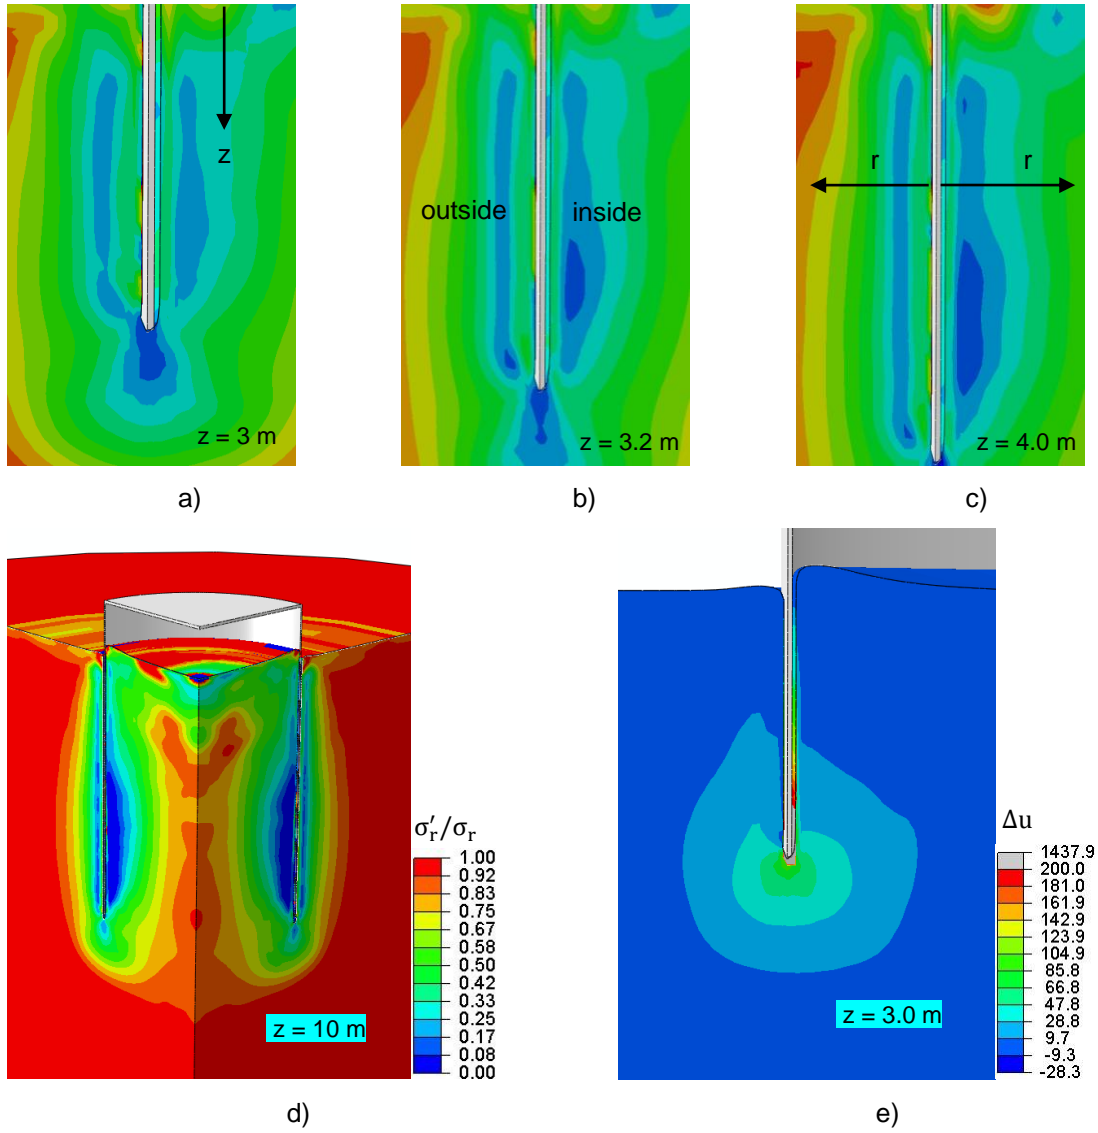 z
z = 3 m
outside
inside
z = 3.2 m
r
r
z = 4.0 m
a)
b)
c)
σ′r/σr
1.00
0.92
0.83
0.75
0.67
0.58
0.50
0.42
0.33
0.25
0.17
0.08
0.00
z = 10 m
Δu
1437.9
200.0
181.0
161.9
142.9
123.9
104.9
85.8
66.8
47.8
28.8
9.7
-9.3
-28.3
z = 3.0 m
d)
e)